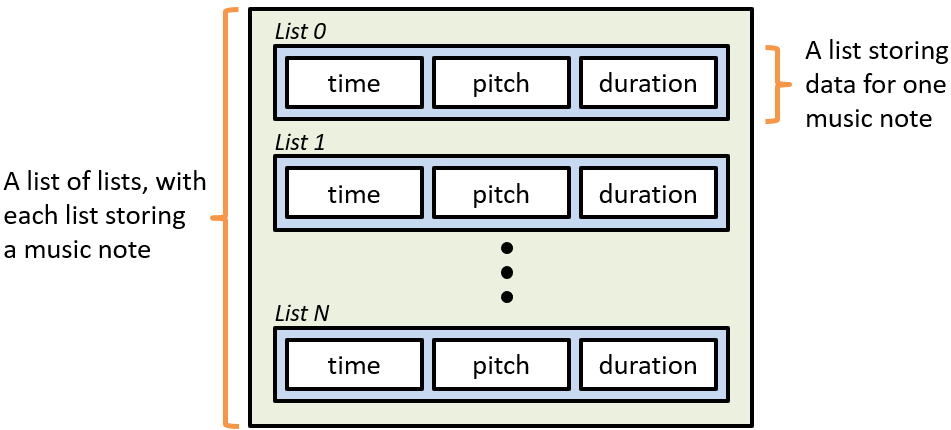 A list of lists, with
each list storing
a music note
List 0
time pitch duration
List 1
time pitch duration
List N
time pitch duration
A list storing
data for one
music note